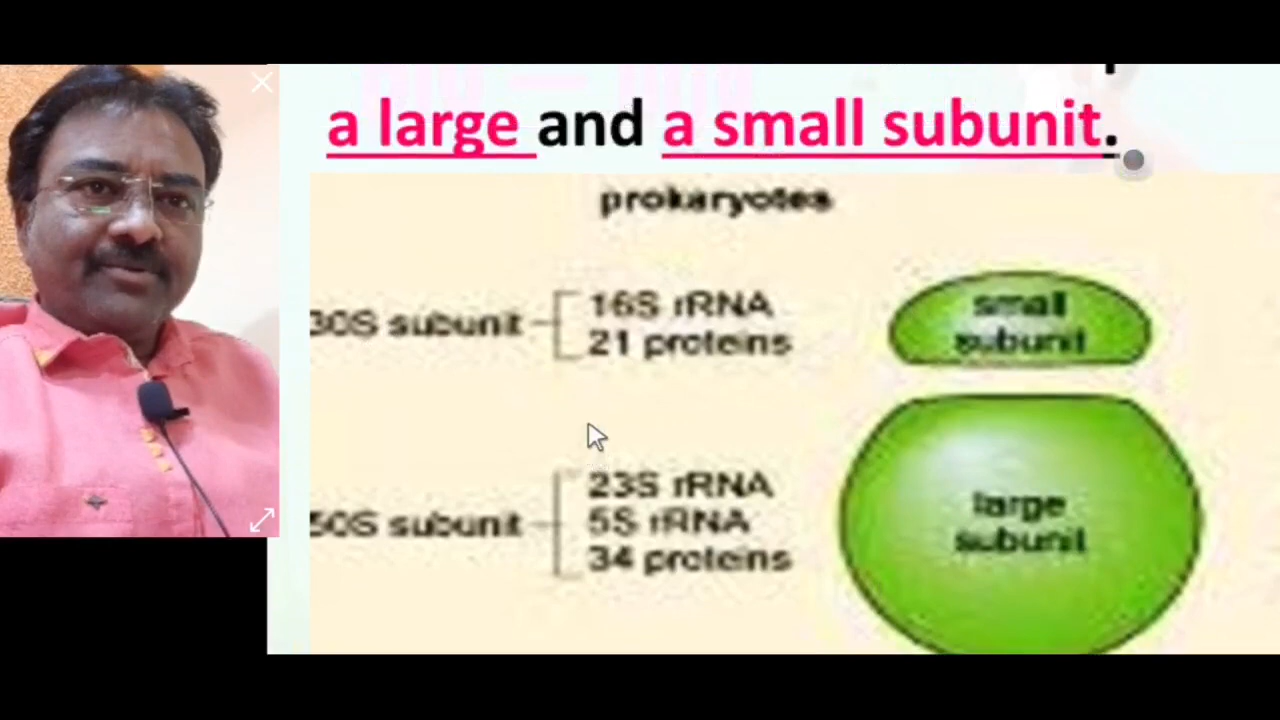 a large and a small subunit.
prokaryotes
30S subunit
16S rRNA
21 proteins
small
subunit
50S subunit
23S rRNA
5S rRNA
34 proteins
large
subunit